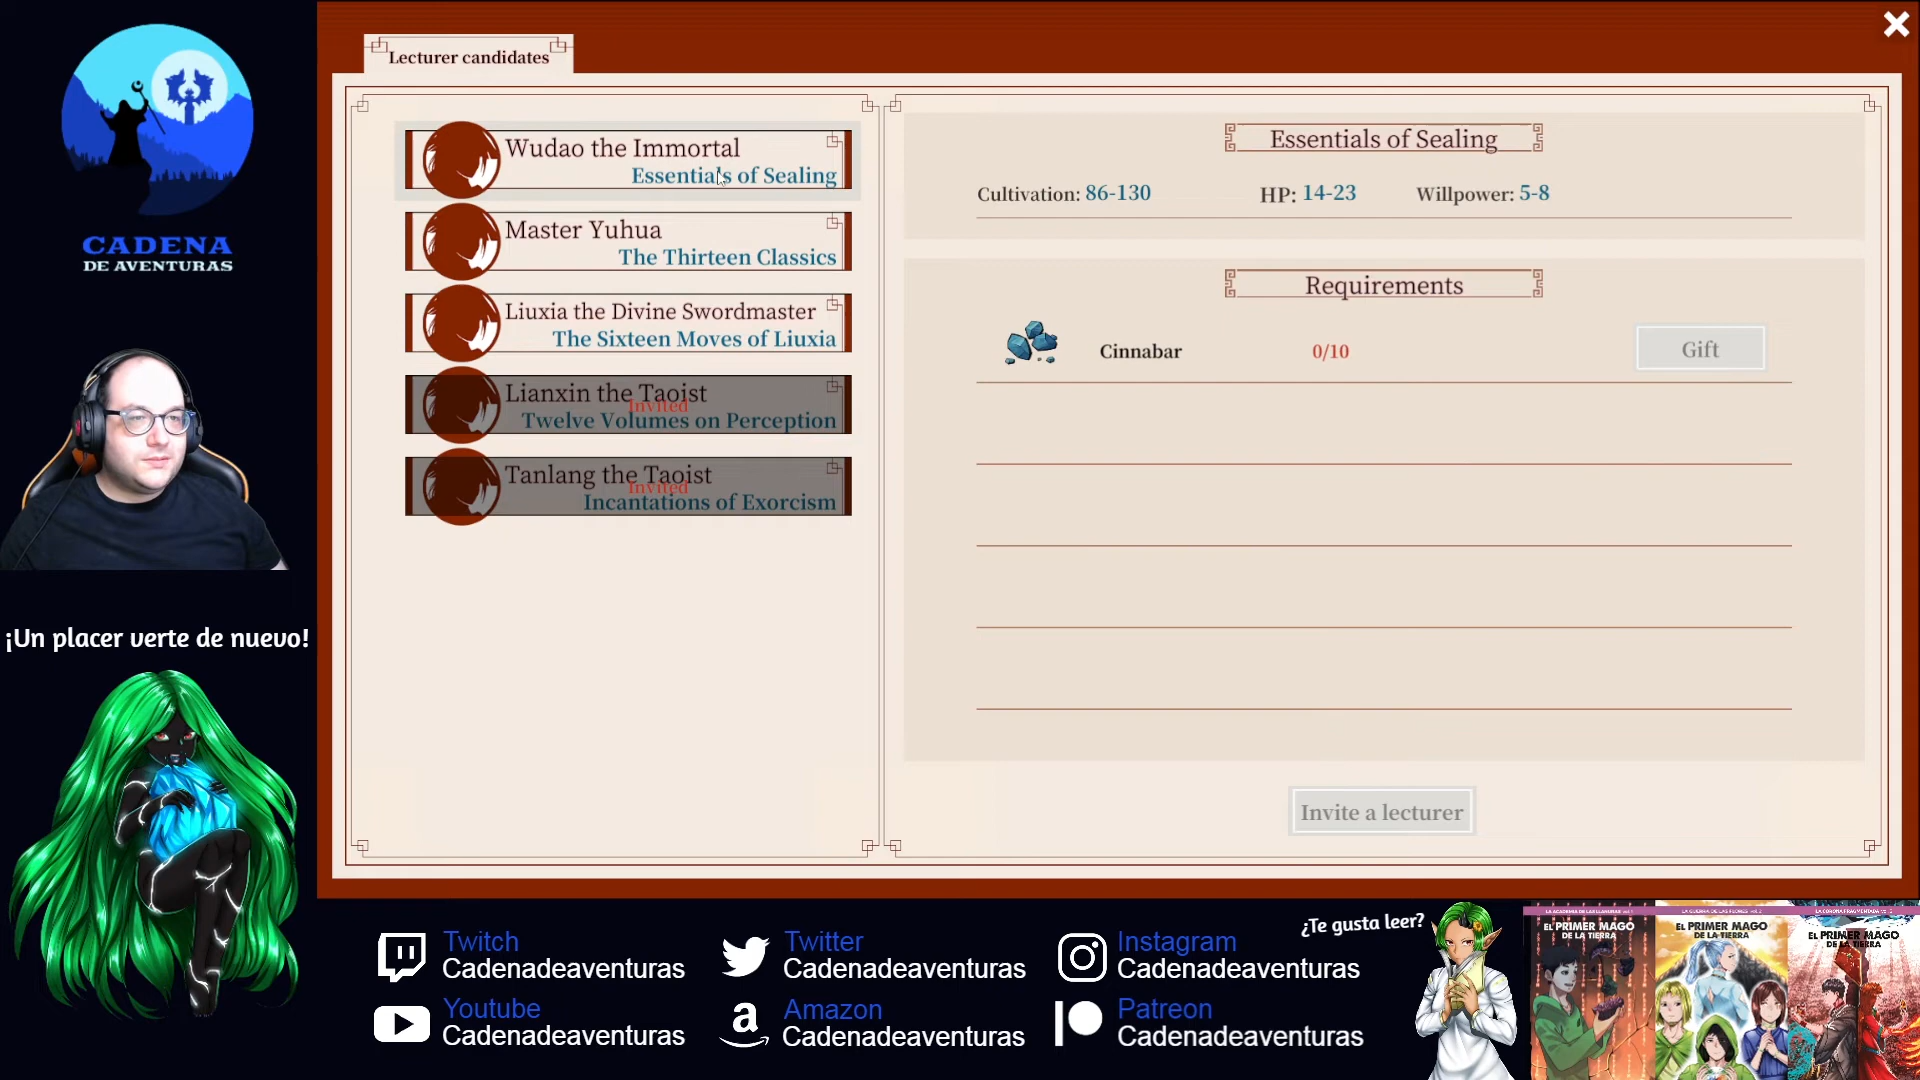 CADENA
DE AVENTURAS
¡Un placer verte de nuevo!
Lecturer candidates
Wudao the Immortal
Essentials of Sealing
Master Yuhua
The Thirteen Classics
Liuxia the Divine Swordmaster
The Sixteen Moves of Liuxia
Lianxin the Taoist
Invited
Twelve Volumes on Perception
Tanlang the Taoist
Invited
Incantations of Exorcism
Essentials of Sealing
Cultivation: 86-130 HP: 14-23 Willpower: 5-8
Requirements
Cinnabar 0/10 Gift
Invite a lecturer
Twitch
Cadenadeaventuras
Twitter
Cadenadeaventuras
Instagram
Cadenadeaventuras
Youtube
Cadenadeaventuras
Amazon
Cadenadeaventuras
Patreon
Cadenadeaventuras
¿Te gusta leer?
EL PRIMER MAGO
DE LA TIERRA
EL PRIMER MAGO
DE LA TIERRA
EL PRIMER MAGO
DE LA TIERRA